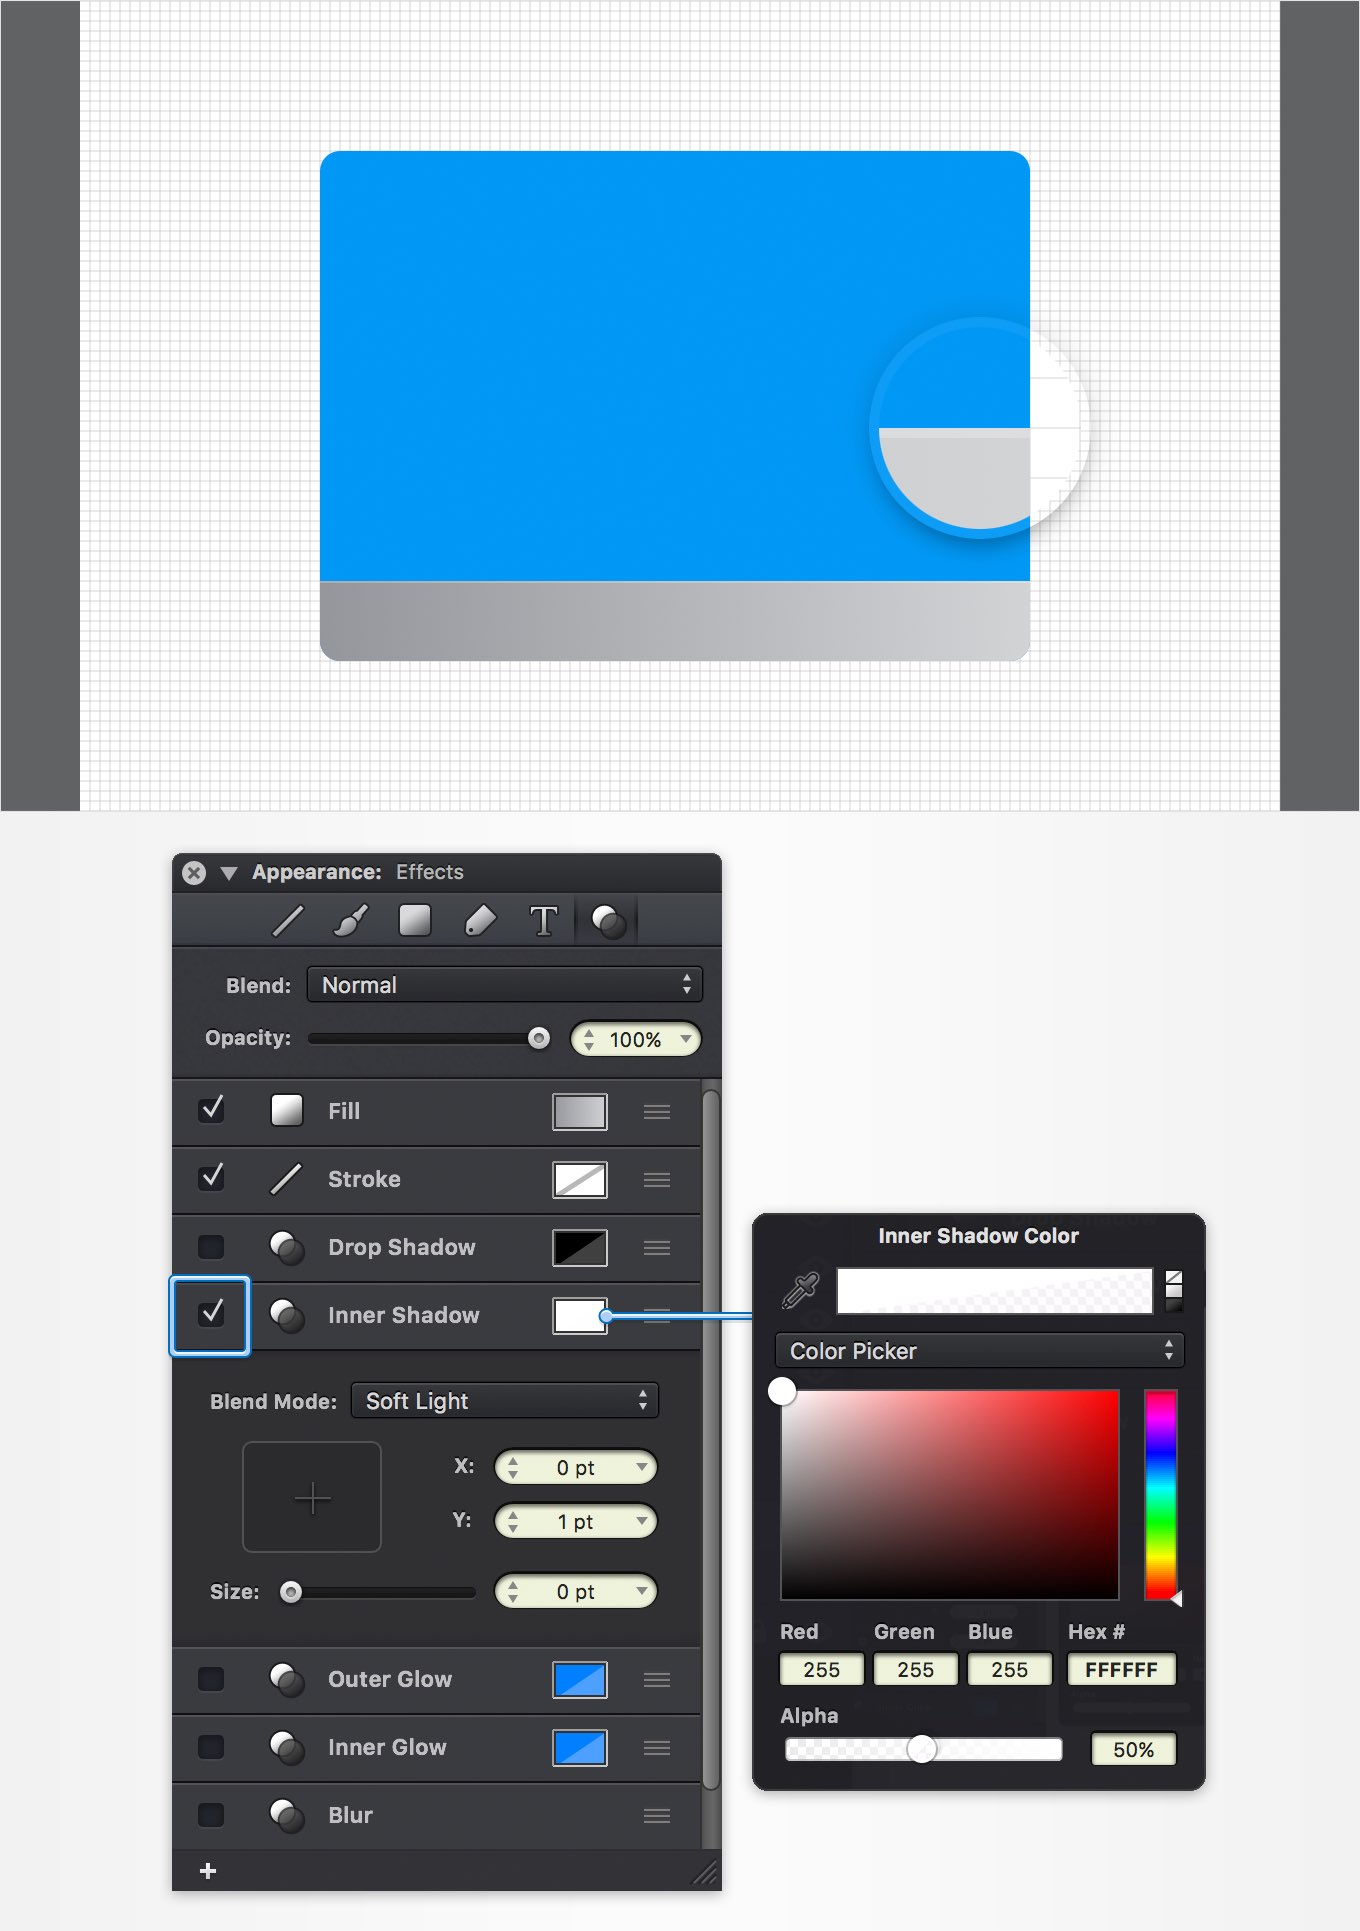 Appearance: Effects
T
Blend: Normal
Opacity: 100%
Fill
Stroke
Drop Shadow
Inner Shadow
Blend Mode: Soft Light
X: 0 pt
Y: 1 pt
Size: 0 pt
Outer Glow
Inner Glow
Blur
+
Inner Shadow Color
Color Picker
Red Green Blue Hex #
255 255 255 FFFFFF
Alpha
50%